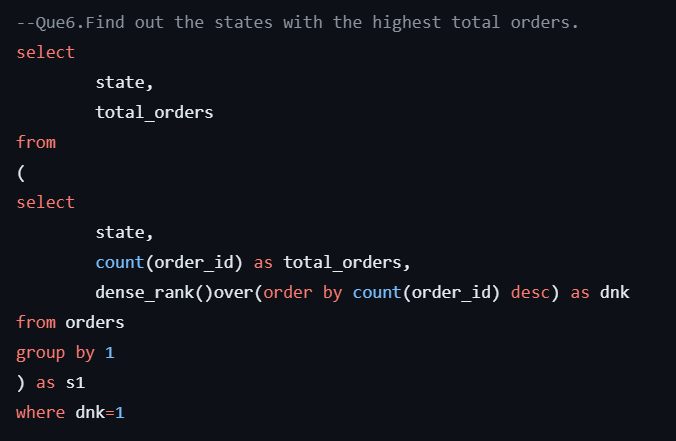 --Que6.Find out the states with the highest total orders.
select
state,
total_orders
from
(
select
state,
count(order_id) as total_orders,
dense_rank()over(order by count(order_id) desc) as dnk
from orders
group by 1
) as s1
where dnk=1